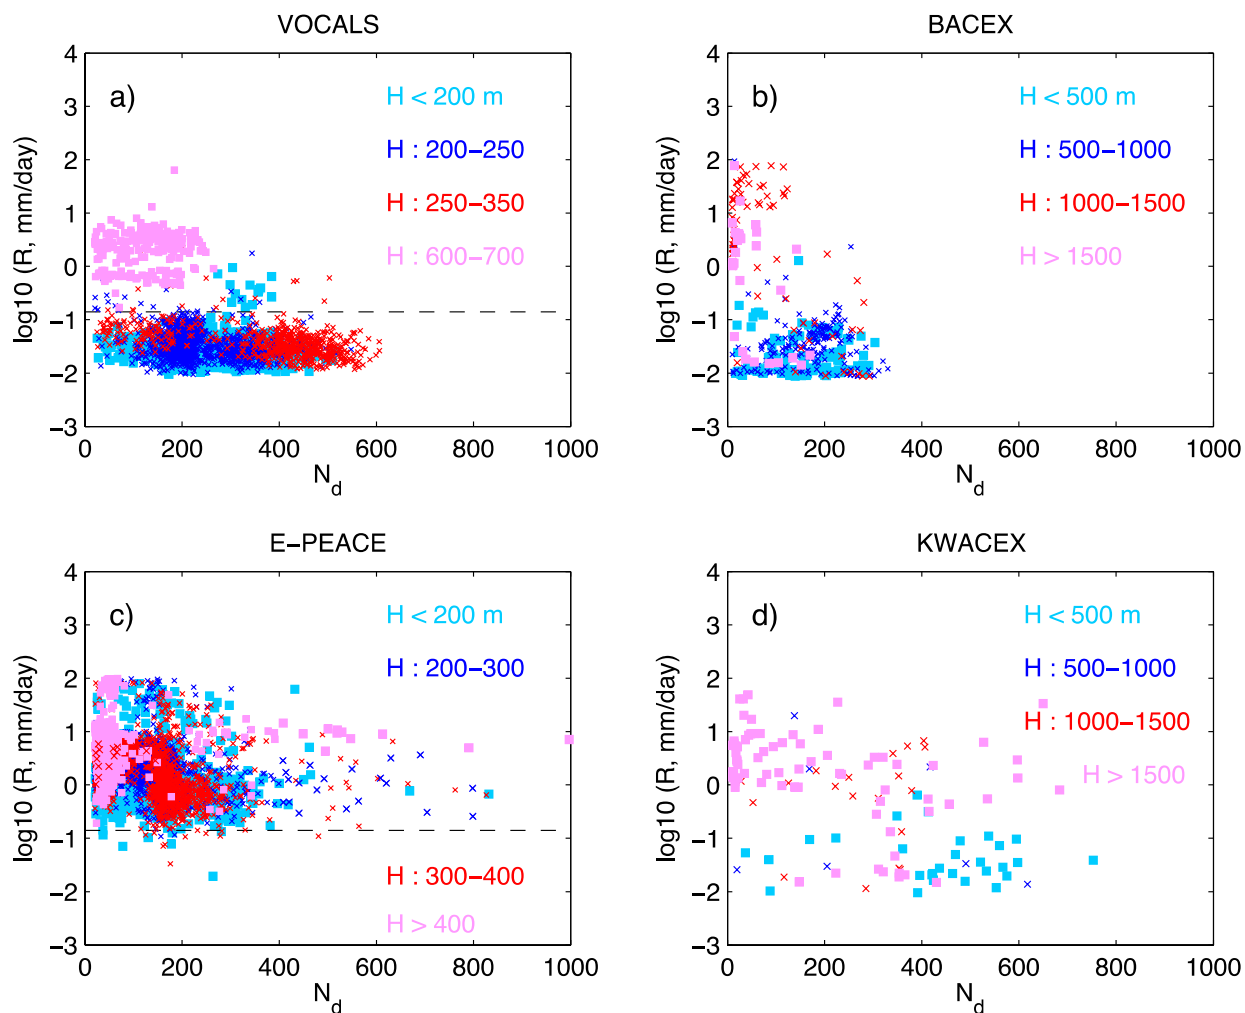 VOCALS
a)
H < 200 m
H : 200−250
H : 250−350
H : 600−700
log10 (R, mm/day)
4
3
2
1
0
−1
−2
−3
0
200
400
600
800
1000
N_d
BACEX
b)
H < 500 m
H : 500−1000
H : 1000−1500
H > 1500
log10 (R, mm/day)
4
3
2
1
0
−1
−2
−3
0
200
400
600
800
1000
N_d
E−PEACE
c)
H < 200 m
H : 200−300
H : 300−400
H > 400
log10 (R, mm/day)
4
3
2
1
0
−1
−2
−3
0
200
400
600
800
1000
N_d
KWACEX
d)
H < 500 m
H : 500−1000
H : 1000−1500
H > 1500
log10 (R, mm/day)
4
3
2
1
0
−1
−2
−3
0
200
400
600
800
1000
N_d